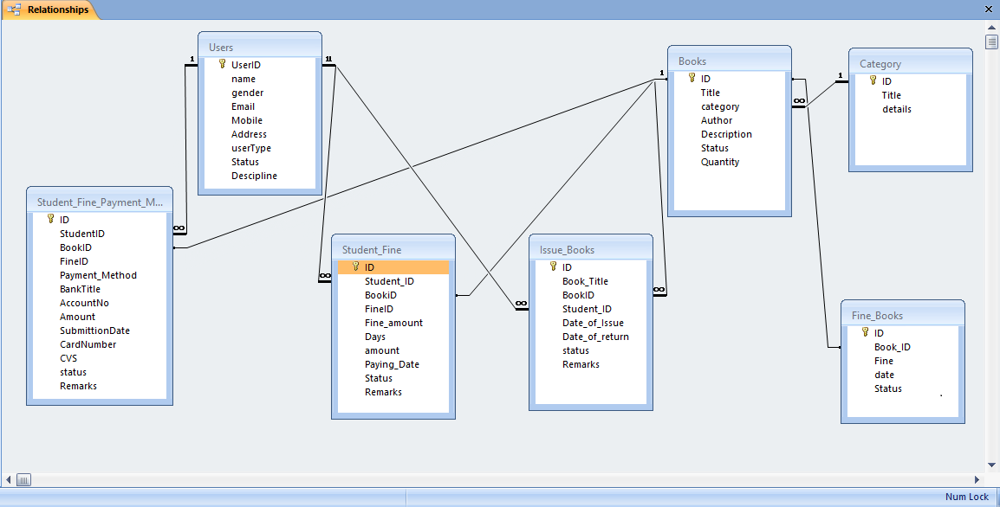 Relationships
Users
UserID
name
gender
Email
Mobile
Address
userType
Status
Descipline
Books
ID
Title
category
Author
Description
Status
Quantity
Category
ID
Title
details
Student_Fine_Payment_M...
ID
StudentID
BookID
FineID
Payment_Method
BankTitle
AccountNo
Amount
SubmittionDate
CardNumber
CVS
status
Remarks
Student_Fine
ID
Student_ID
BookiD
FineID
Fine_amount
Days
amount
Paying_Date
Status
Remarks
Issue_Books
ID
Book_Title
BookID
Student_ID
Date_of_Issue
Date_of_return
status
Remarks
Fine_Books
ID
Book_ID
Fine
date
Status
1
1
1
1
1
∞
∞
∞
∞
∞
Num Lock